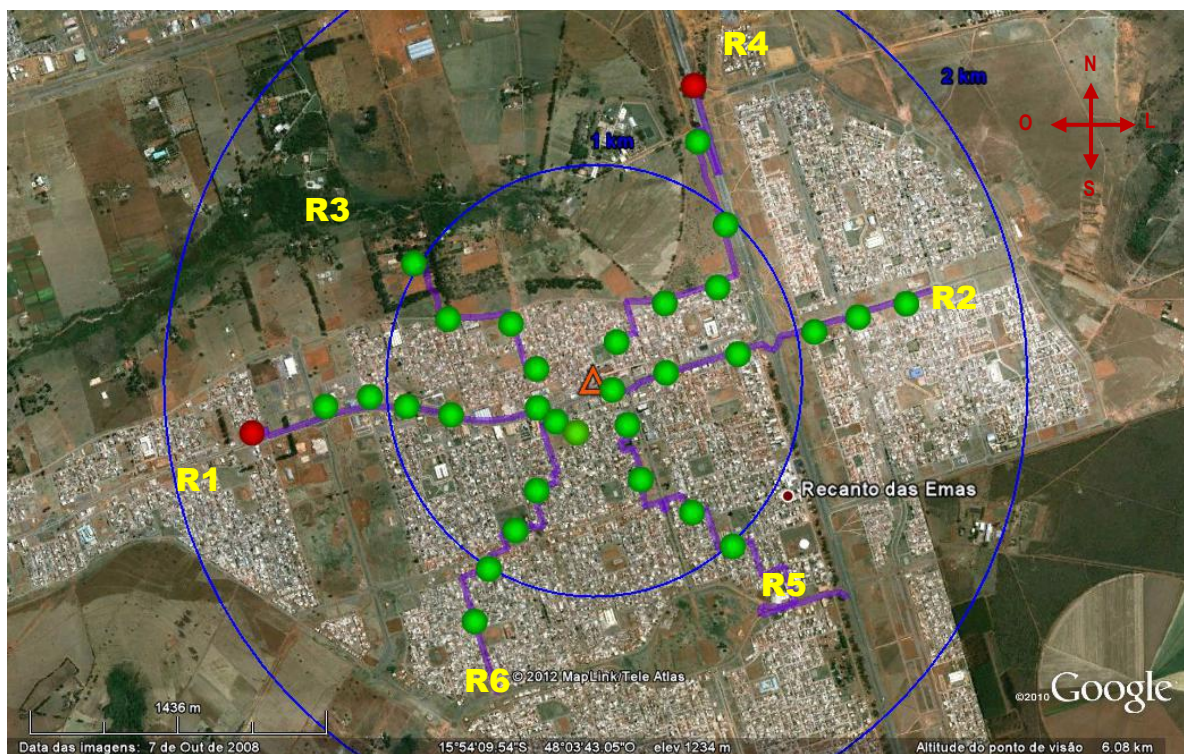 R4
N
2 km
O
L
1 km
S
R3
R2
R1
Recanto das Emas
R5
R6
© 2012 MapLink/Tele Atlas
©2010 Google
1436 m
Data das imagens: 7 de Out de 2008
15°54'09.54"S
48°03'43.05"O
elev 1234 m
Altitude do ponto de visão
6.08 km